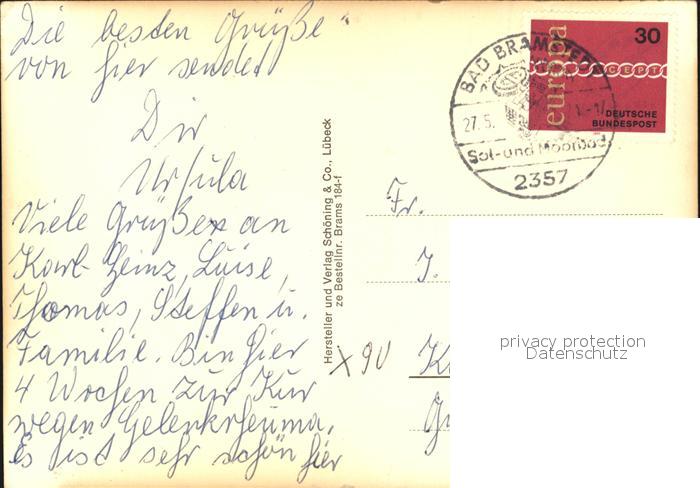 Die besten Grüße
von hier sendet
Dir
Ursula
Viele Grüße an
Karl-Heinz, Luise,
Thomas, Steffen u.
Familie. Bin hier
4 Wochen zur Kur
wegen Gelenkrheuma.
Es ist sehr schön hier
Hersteller und Verlag Schöning & Co., Lübeck
ze Bestellnr. Brams 184-f
BAD BRAMSTEDT
27.5.
Sol- und Moorbad
2357
europa
30
CEPT
DEUTSCHE
BUNDESPOST
Fr.
J.
x 90
privacy protection
Datenschutz